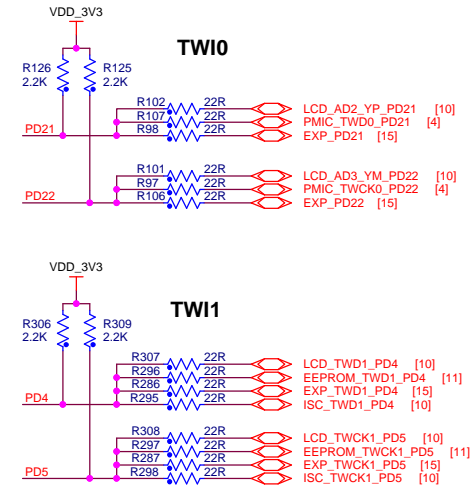 VDD_3V3
TWI0
R126 R125
2.2K 2.2K
R102 22R LCD_AD2_YP_PD21 [10]
R107 22R PMIC_TWD0_PD21 [4]
PD21 R98 22R EXP_PD21 [15]
R101 22R LCD_AD3_YM_PD22 [10]
R97 22R PMIC_TWCK0_PD22 [4]
PD22 R106 22R EXP_PD22 [15]
VDD_3V3
TWI1
R306 R309
2.2K 2.2K
R307 22R LCD_TWD1_PD4 [10]
R296 22R EEPROM_TWD1_PD4 [11]
R286 22R EXP_TWD1_PD4 [15]
PD4 R295 22R ISC_TWD1_PD4 [10]
R308 22R LCD_TWCK1_PD5 [10]
R297 22R EEPROM_TWCK1_PD5 [11]
R287 22R EXP_TWCK1_PD5 [15]
PD5 R298 22R ISC_TWCK1_PD5 [10]